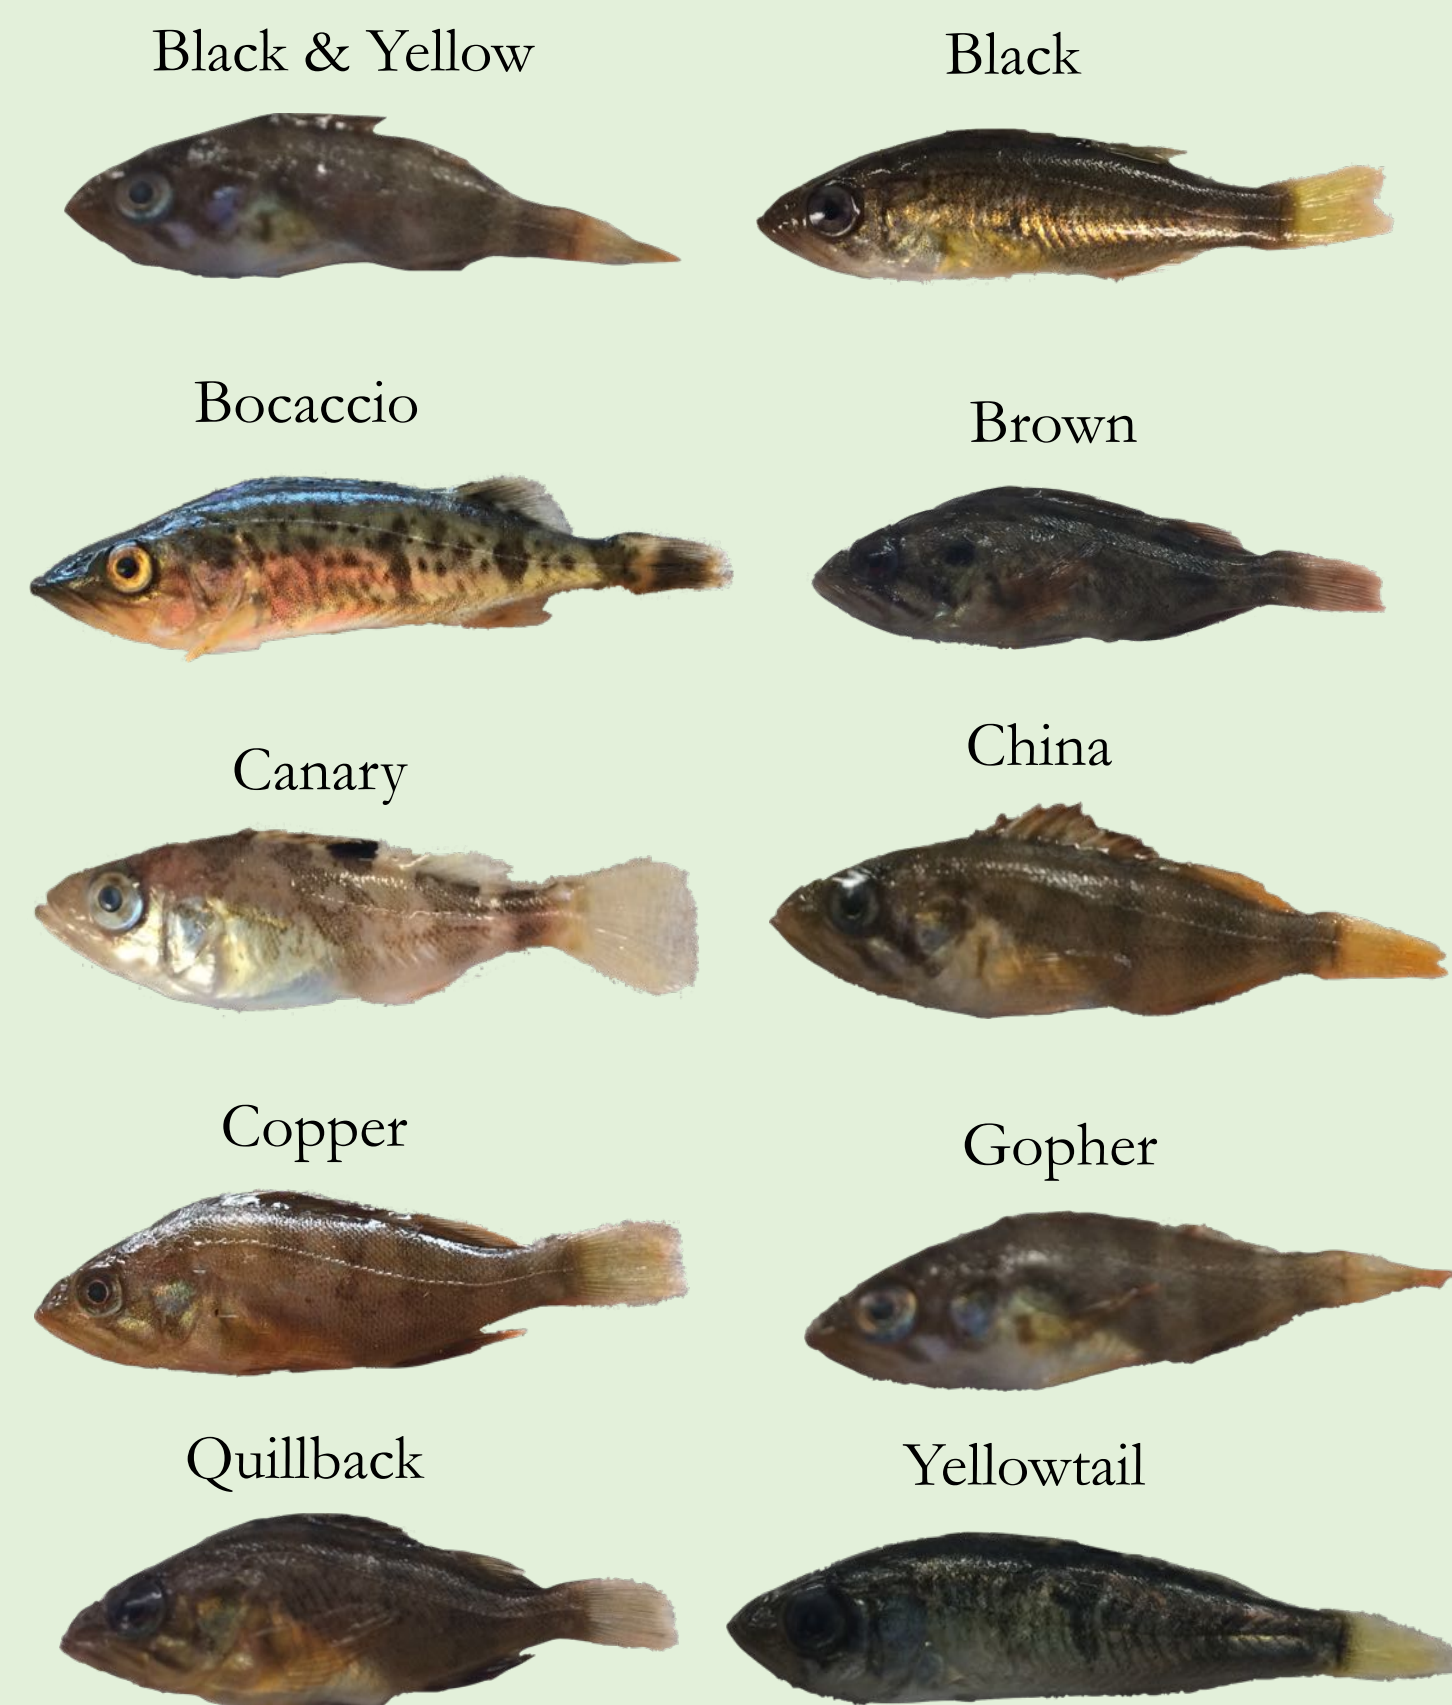 Black & Yellow
Black
Bocaccio
Brown
Canary
China
Copper
Gopher
Quillback
Yellowtail